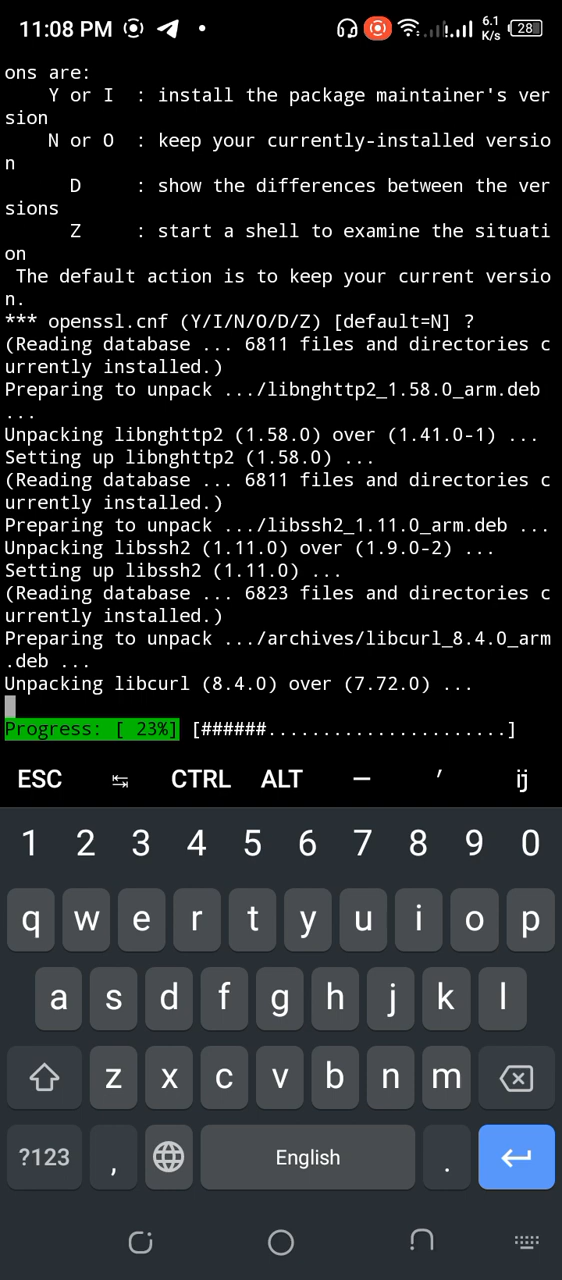 11:08 PM
6.1
K/s
28
ons are:
Y or I : install the package maintainer's ver
sion
N or O : keep your currently-installed versio
n
D : show the differences between the ver
sions
Z : start a shell to examine the situati
on
The default action is to keep your current versio
n.
*** openssl.cnf (Y/I/N/O/D/Z) [default=N] ?
(Reading database ... 6811 files and directories c
urrently installed.)
Preparing to unpack .../libnghttp2_1.58.0_arm.deb
...
Unpacking libnghttp2 (1.58.0) over (1.41.0-1) ...
Setting up libnghttp2 (1.58.0) ...
(Reading database ... 6811 files and directories c
urrently installed.)
Preparing to unpack .../libssh2_1.11.0_arm.deb ...
Unpacking libssh2 (1.11.0) over (1.9.0-2) ...
Setting up libssh2 (1.11.0) ...
(Reading database ... 6823 files and directories c
urrently installed.)
Preparing to unpack .../archives/libcurl_8.4.0_arm
.deb ...
Unpacking libcurl (8.4.0) over (7.72.0) ...
Progress: [ 23%] [######......................]
ESC CTRL ALT — ′ ij
1 2 3 4 5 6 7 8 9 0
q w e r t y u i o p
a s d f g h j k l
z x c v b n m
?123 , English .